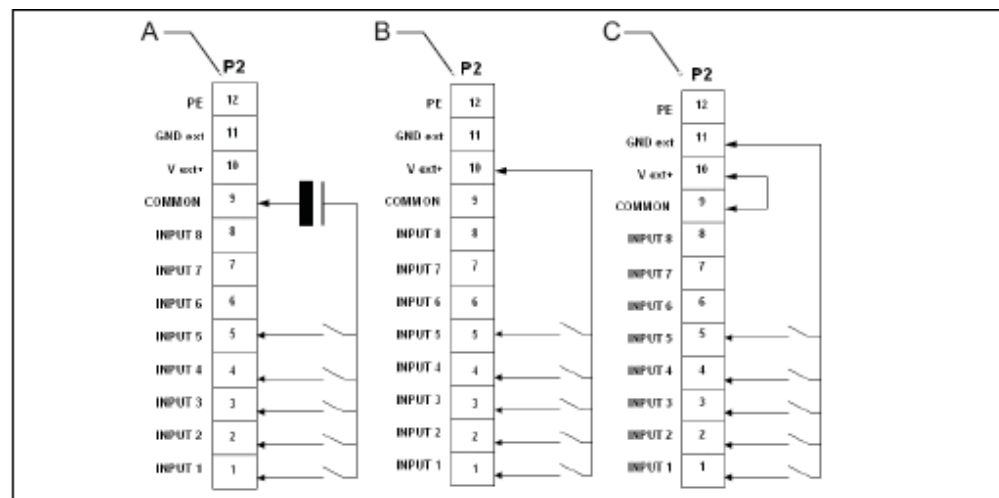 A
P2
PE 12
GND ext 11
V ext+ 10
COMMON 9
INPUT 8 8
INPUT 7 7
INPUT 6 6
INPUT 5 5
INPUT 4 4
INPUT 3 3
INPUT 2 2
INPUT 1 1
B
P2
PE 12
GND ext 11
V ext+ 10
COMMON 9
INPUT 8 8
INPUT 7 7
INPUT 6 6
INPUT 5 5
INPUT 4 4
INPUT 3 3
INPUT 2 2
INPUT 1 1
C
P2
PE 12
GND ext 11
V ext+ 10
COMMON 9
INPUT 8 8
INPUT 7 7
INPUT 6 6
INPUT 5 5
INPUT 4 4
INPUT 3 3
INPUT 2 2
INPUT 1 1